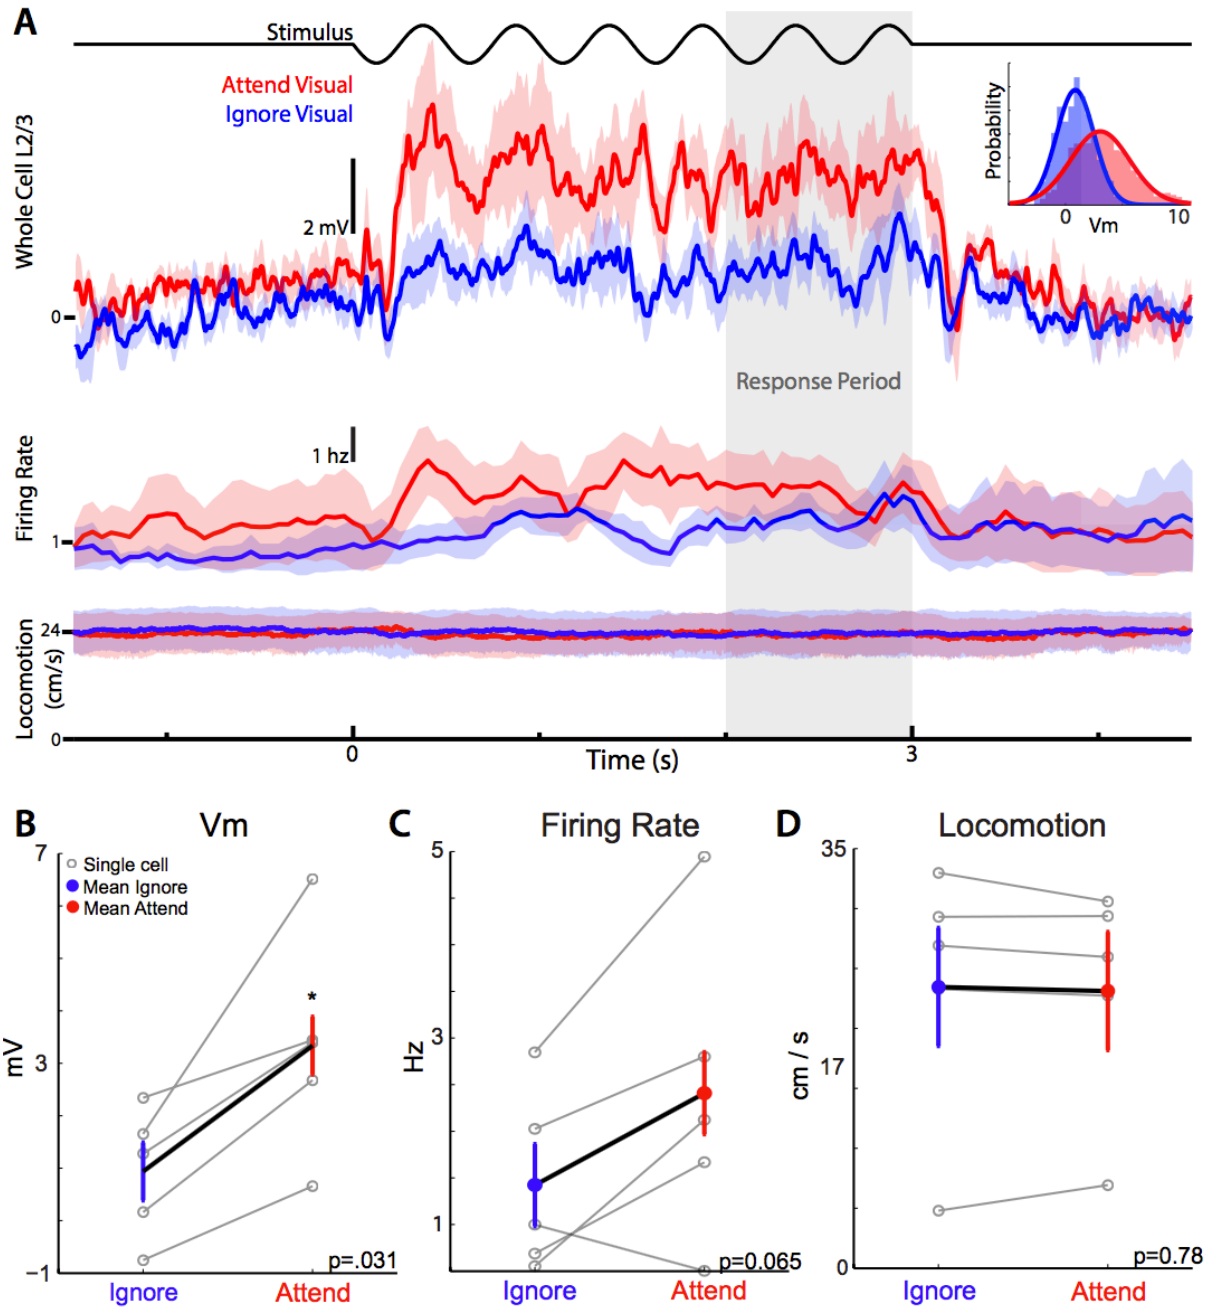 A
Stimulus
Attend Visual
Ignore Visual
Whole Cell L2/3
2 mV
0
Probability
0 10
Vm
Response Period
Firing Rate
1 hz
1
Locomotion
(cm/s)
24
0
0 3
Time (s)
B Vm
7
Single cell
Mean Ignore
Mean Attend
*
mV
3
−1
p=.031
Ignore Attend
C Firing Rate
5
Hz
3
1
p=0.065
Ignore Attend
D Locomotion
35
cm / s
17
0
p=0.78
Ignore Attend